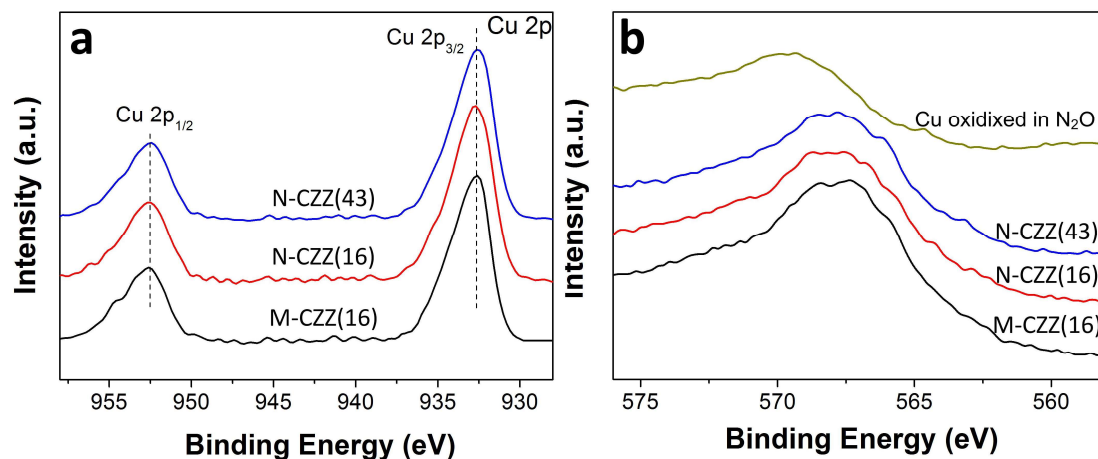 a
Cu 2p
Cu 2p3/2
Cu 2p1/2
N-CZZ(43)
N-CZZ(16)
M-CZZ(16)
Intensity (a.u.)
955 950 945 940 935 930
Binding Energy (eV)
b
Cu oxidixed in N2O
N-CZZ(43)
N-CZZ(16)
M-CZZ(16)
Intensity (a.u.)
575 570 565 560
Binding Energy (eV)